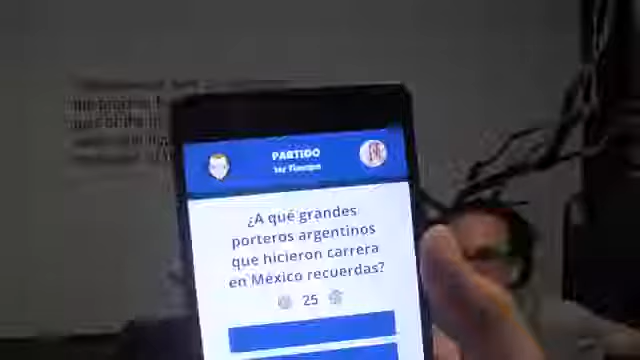 PARTIDO
1er Tiempo
¿A qué grandes
porteros argentinos
que hicieron carrera
en México recuerdas?
25